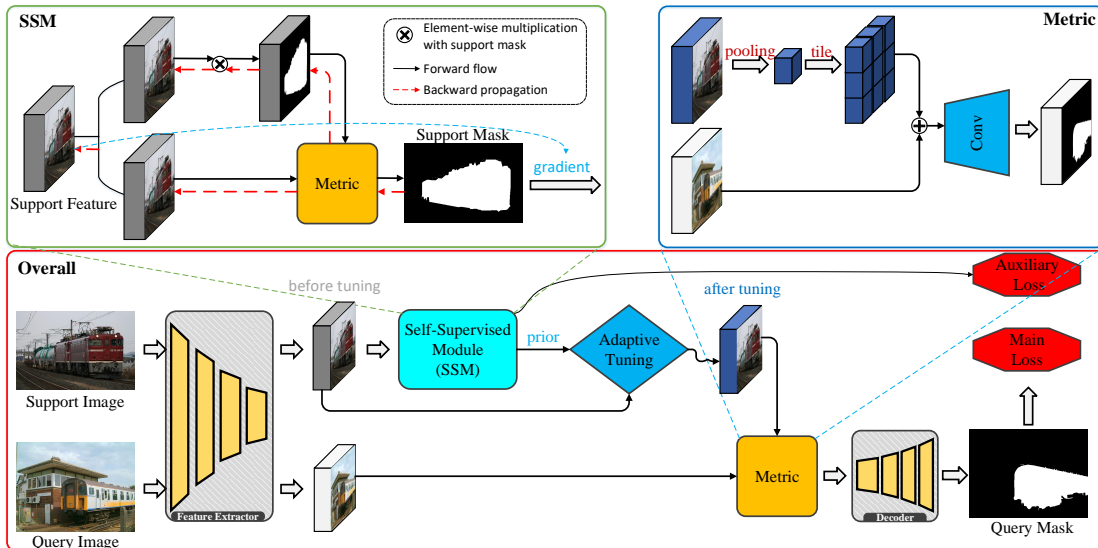 SSM
Element-wise multiplication
with support mask
Forward flow
Backward propagation
Support Mask
gradient
Metric
Support Feature
Metric
pooling
tile
Conv
Overall
before tuning
after tuning
Auxiliary
Loss
Self-Supervised
Module
(SSM)
prior
Adaptive
Tuning
Main
Loss
Support Image
Metric
Feature Extractor
Decoder
Query Image
Query Mask